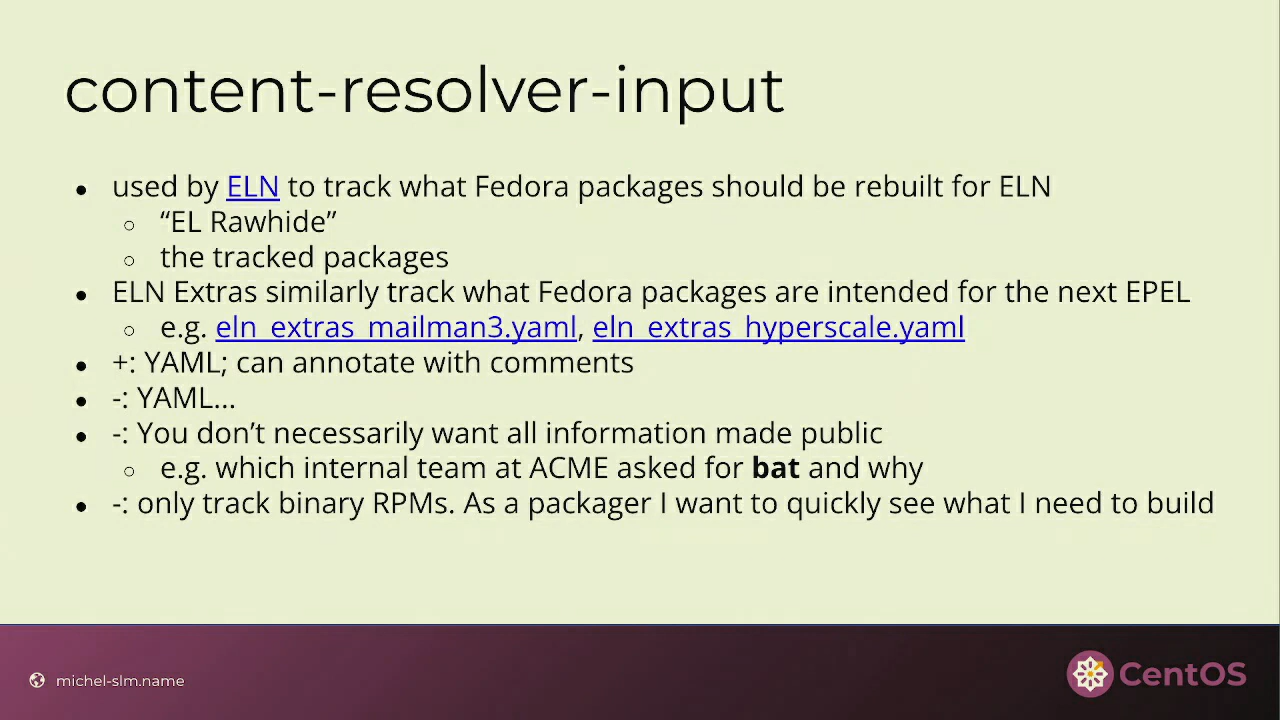 content-resolver-input
● used by ELN to track what Fedora packages should be rebuilt for ELN
○ “EL Rawhide”
○ the tracked packages
● ELN Extras similarly track what Fedora packages are intended for the next EPEL
○ e.g. eln_extras_mailman3.yaml, eln_extras_hyperscale.yaml
● +: YAML; can annotate with comments
● -: YAML...
● -: You don’t necessarily want all information made public
○ e.g. which internal team at ACME asked for bat and why
● -: only track binary RPMs. As a packager I want to quickly see what I need to build
michel-slm.name
CentOS